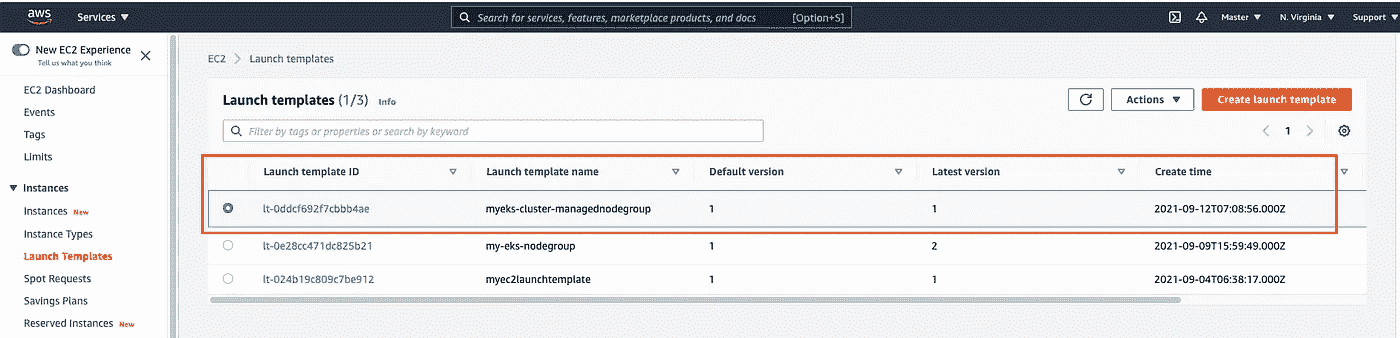 aws Services ▼ Search for services, features, marketplace products, and docs [Option+S] Master ▼ N. Virginia ▼ Support ▼
New EC2 Experience
Tell us what you think
EC2 Dashboard
Events
Tags
Limits
Instances
Instances New
Instance Types
Launch Templates
Spot Requests
Savings Plans
Reserved Instances New
EC2 > Launch templates
Launch templates (1/3) Info
Actions ▼ Create launch template
Filter by tags or properties or search by keyword
< 1 >
Launch template ID Launch template name Default version Latest version Create time
lt-0ddcf692f7cbbb4ae myeks-cluster-managednodegroup 1 1 2021-09-12T07:08:56.000Z
lt-0e28cc471dc825b21 my-eks-nodegroup 1 2 2021-09-09T15:59:49.000Z
lt-024b19c809c7be912 myec2launchtemplate 1 1 2021-09-04T06:38:17.000Z